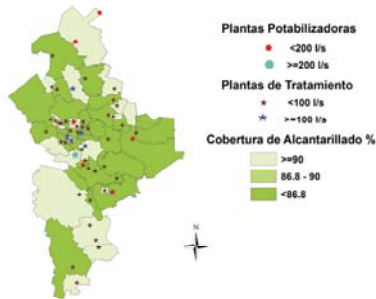 Plantas Potabilizadoras
<200 l/s
>=200 l/s
Plantas de Tratamiento
<100 l/s
>=100 l/s
Cobertura de Alcantarillado %
>=90
86.8 - 90
<86.8
N